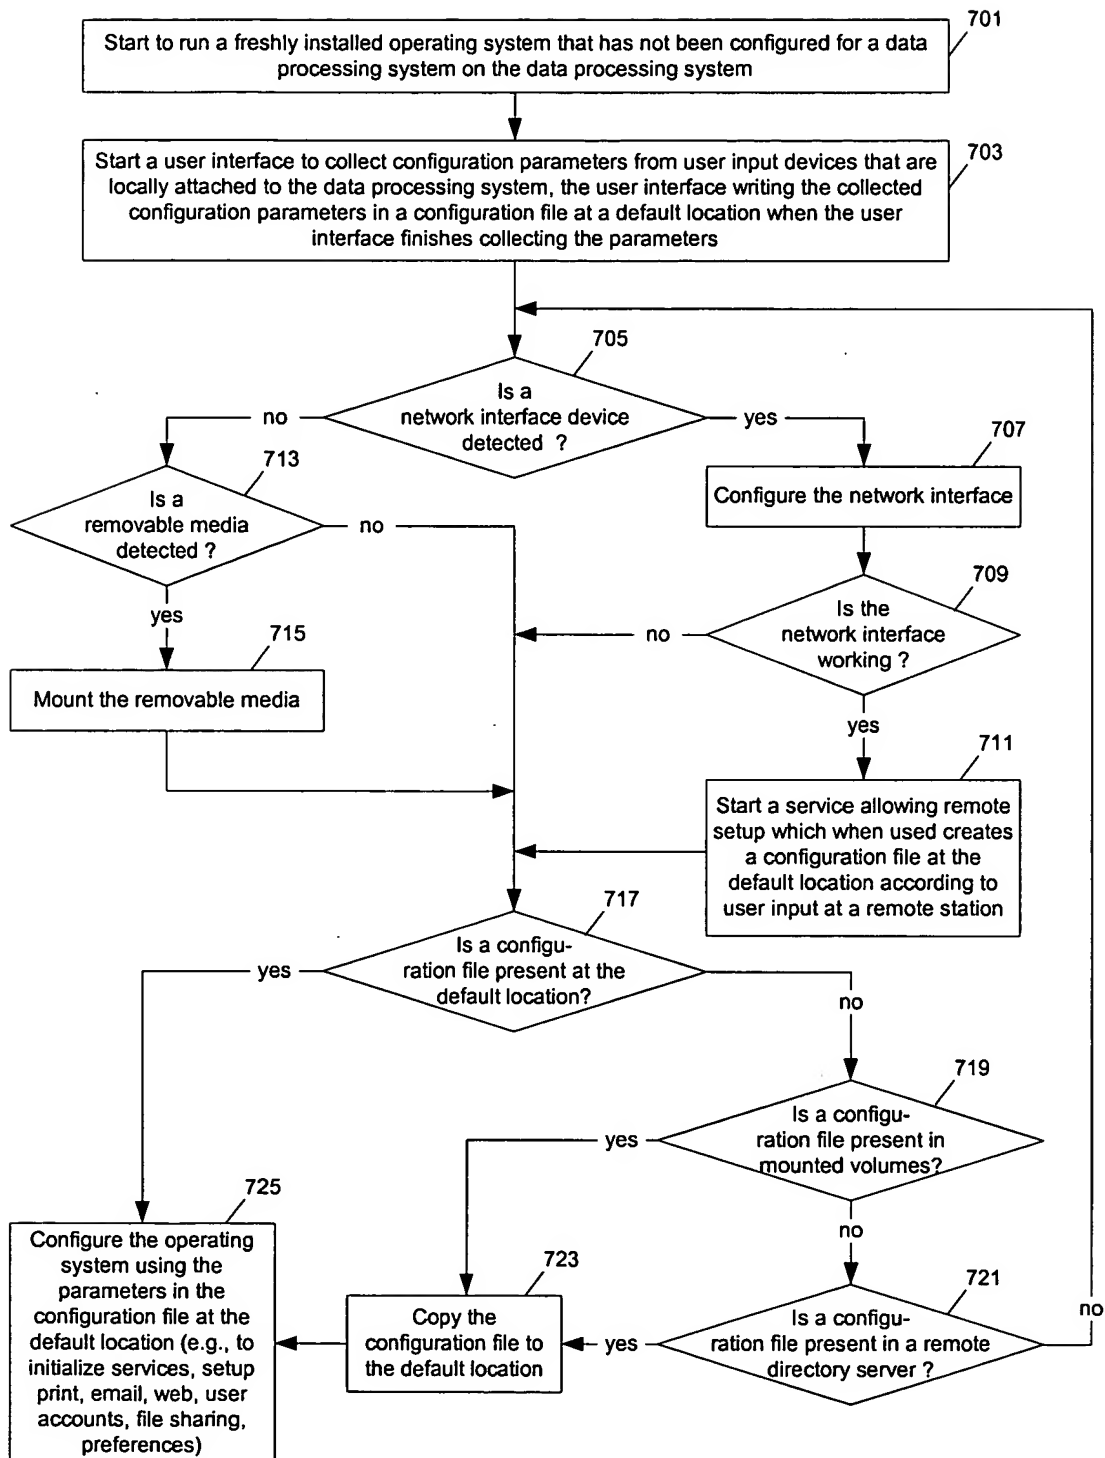 701
Start to run a freshly installed operating system that has not been configured for a data
processing system on the data processing system
703
Start a user interface to collect configuration parameters from user input devices that are
locally attached to the data processing system, the user interface writing the collected
configuration parameters in a configuration file at a default location when the user
interface finishes collecting the parameters
705
Is a
network interface device
detected ?
no
yes
713
Is a
removable media
detected ?
no
yes
707
Configure the network interface
709
Is the
network interface
working ?
no
yes
715
Mount the removable media
711
Start a service allowing remote
setup which when used creates
a configuration file at the
default location according to
user input at a remote station
717
Is a configu-
ration file present at the
default location?
yes
no
719
Is a configu-
ration file present in
mounted volumes?
yes
no
721
Is a configu-
ration file present in a remote
directory server ?
yes
no
723
Copy the
configuration file to
the default location
725
Configure the operating
system using the
parameters in the
configuration file at the
default location (e.g., to
initialize services, setup
print, email, web, user
accounts, file sharing,
preferences)